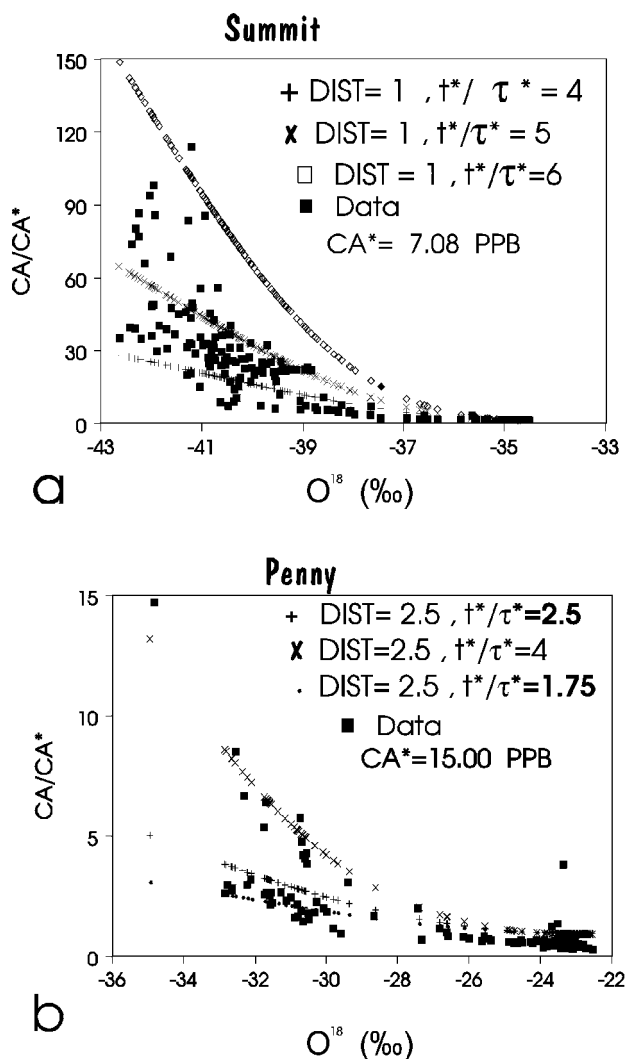 Summit
150
+ DIST= 1 , t*/ τ * = 4
x DIST= 1 ,t*/τ* = 5
120
□ DIST = 1 ,t*/τ*=6
■ Data
90
CA*= 7.08 PPB
CA/CA*
60
30
0
-43 -41 -39 -37 -35 -33
a
O¹⁸ (‰)
Penny
15
+ DIST= 2.5 , t*/τ*=2.5
x DIST=2.5 , t*/τ*=4
• DIST= 2.5 , t*/τ*=1.75
■ Data
CA*=15.00 PPB
10
CA/CA*
5
0
-36 -34 -32 -30 -28 -26 -24 -22
b
O¹⁸ (‰)